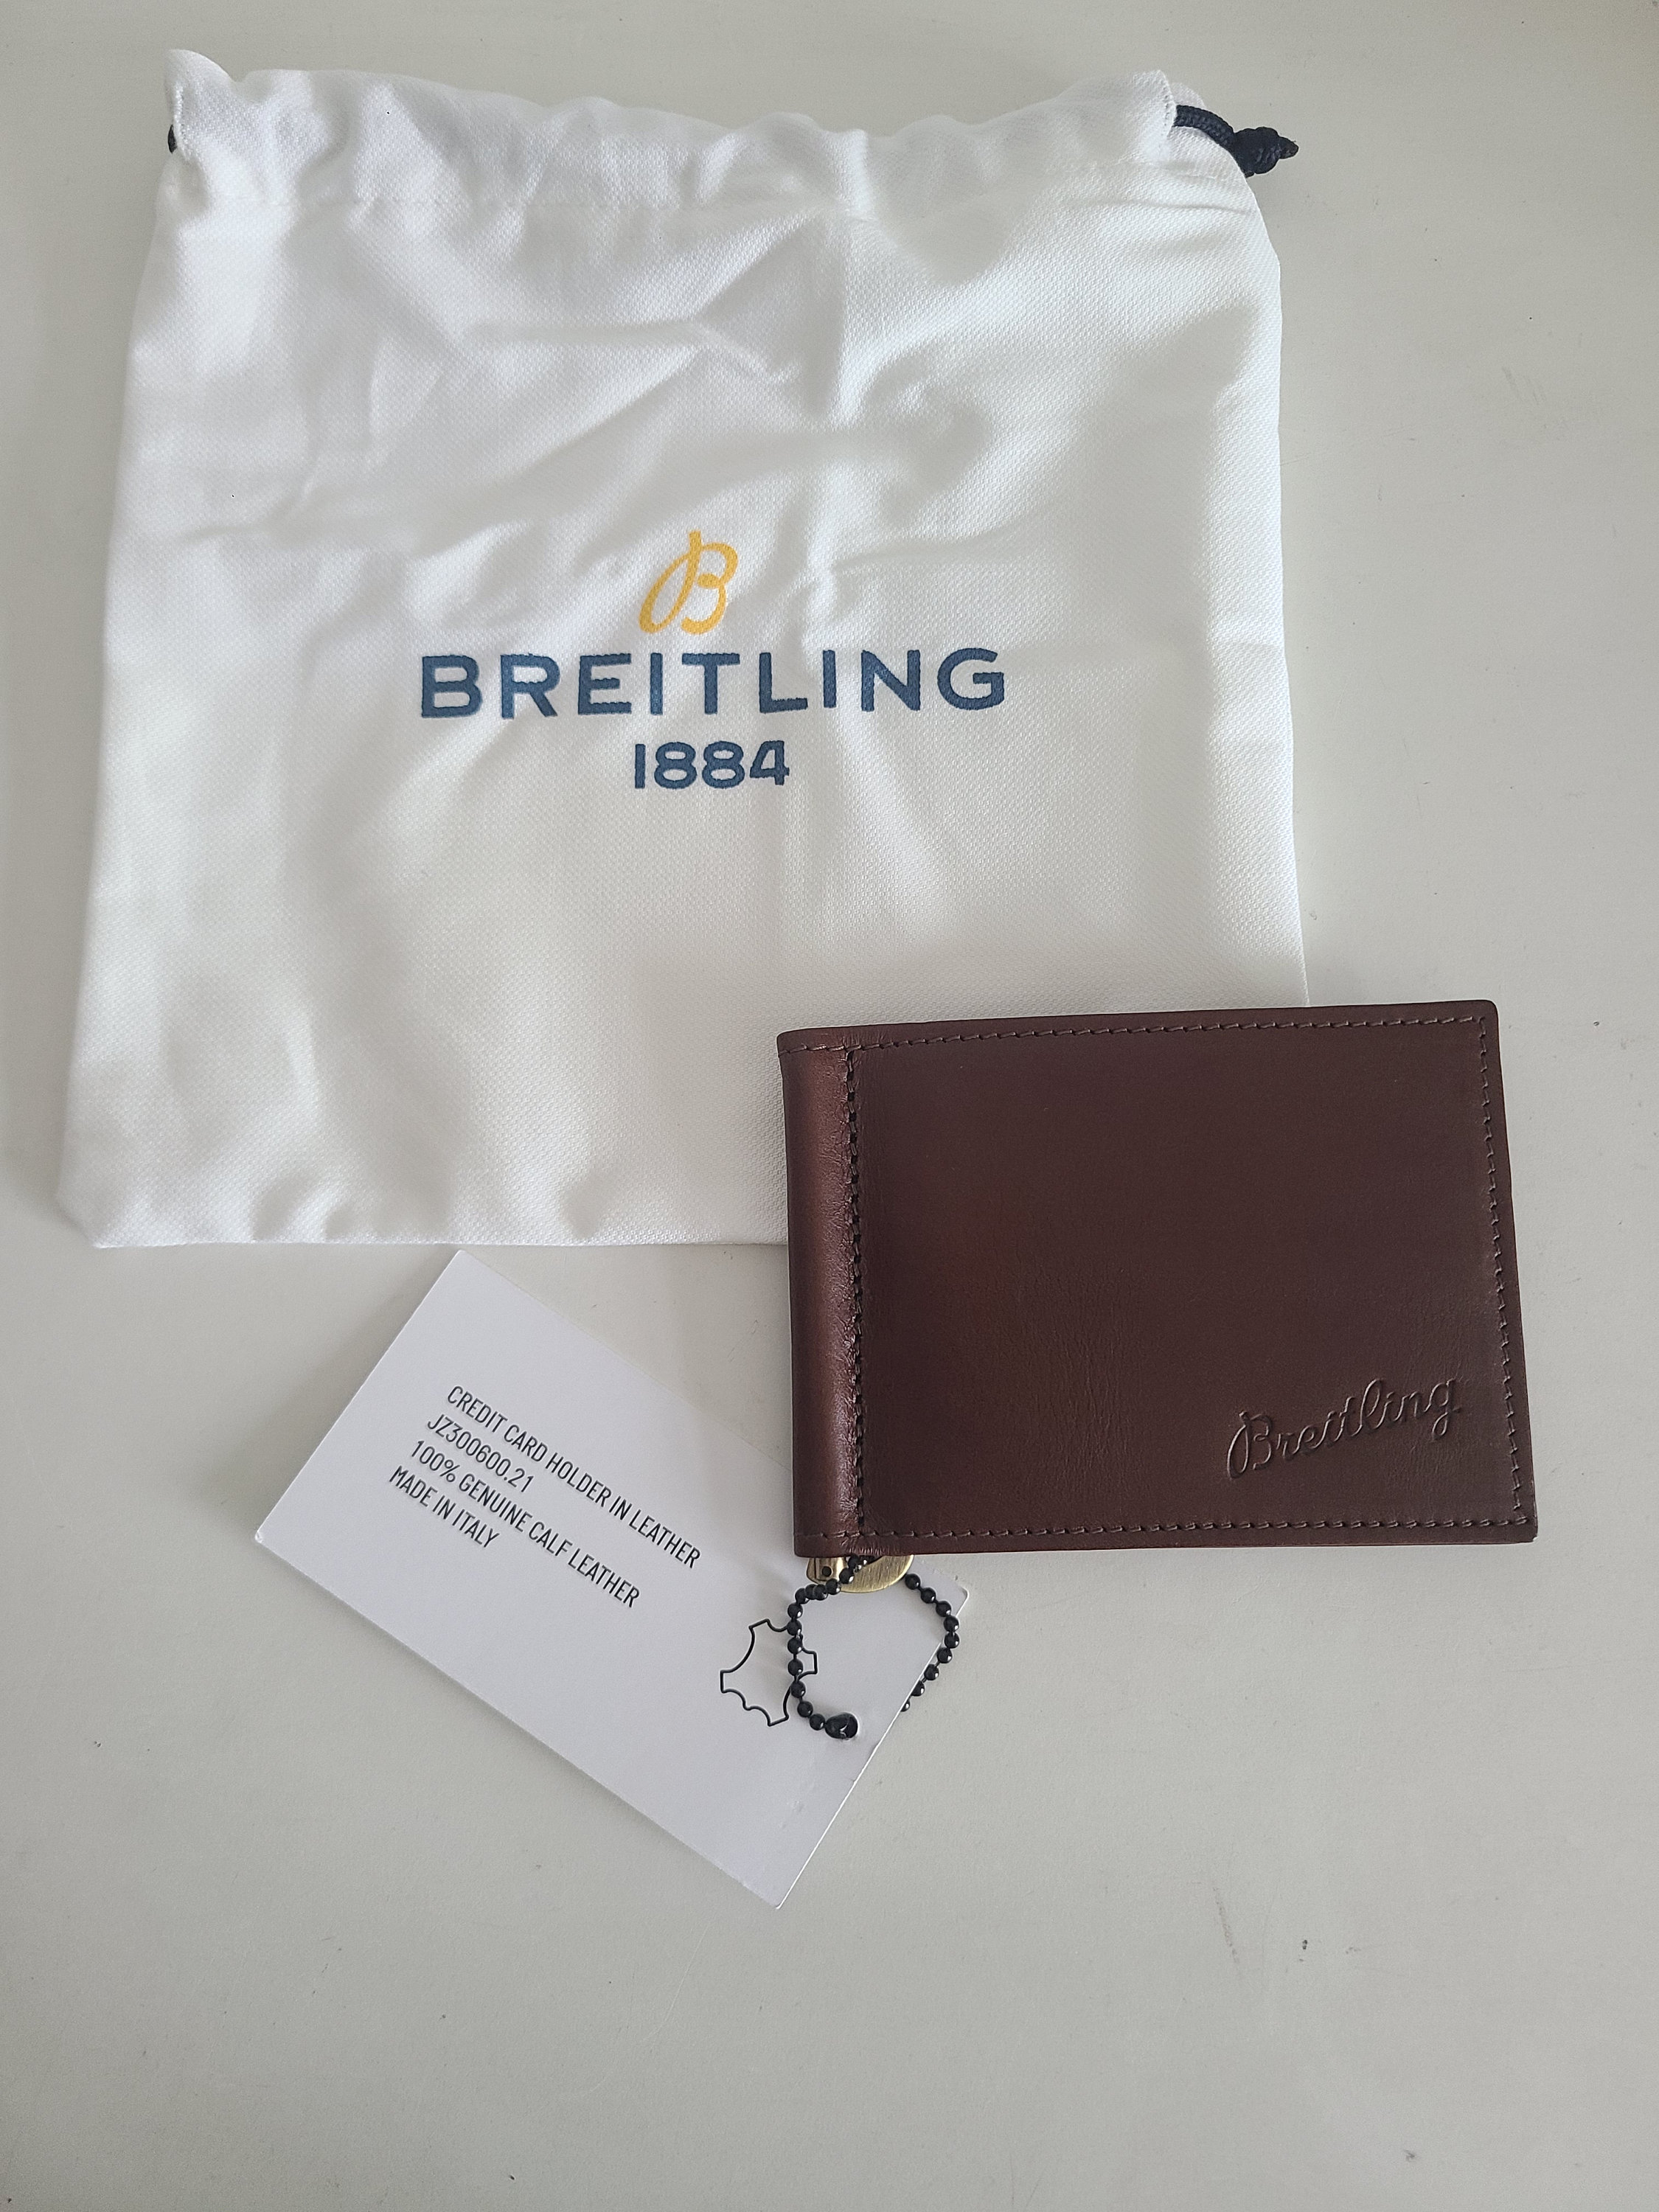 B
BREITLING
1884
Breitling
CREDIT CARD HOLDER IN LEATHER
JZ300600.21
100% GENUINE CALF LEATHER
MADE IN ITALY